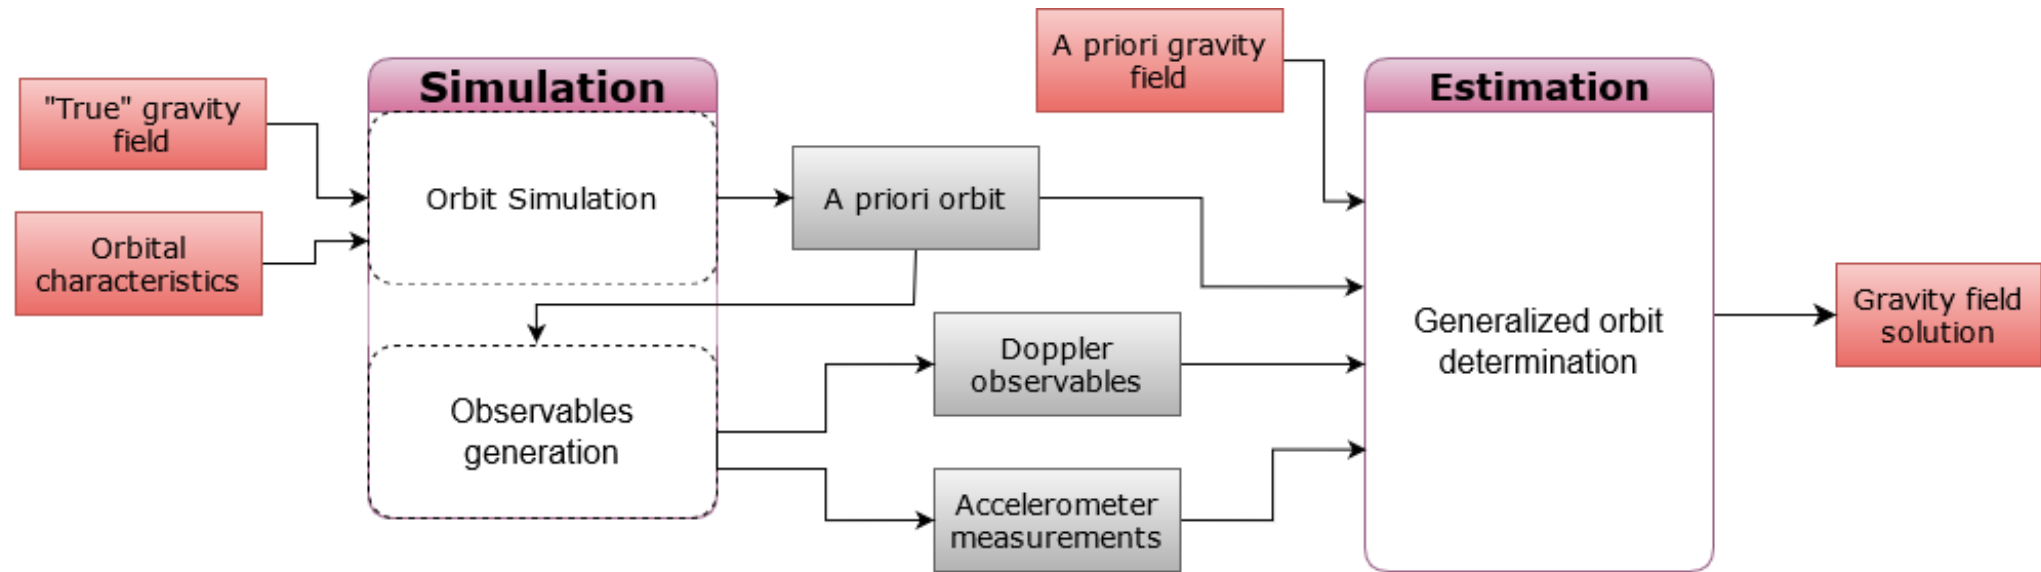 "True" gravity
field
Orbital
characteristics
Simulation
Orbit Simulation
Observables
generation
A priori orbit
Doppler
observables
Accelerometer
measurements
A priori gravity
field
Estimation
Generalized orbit
determination
Gravity field
solution